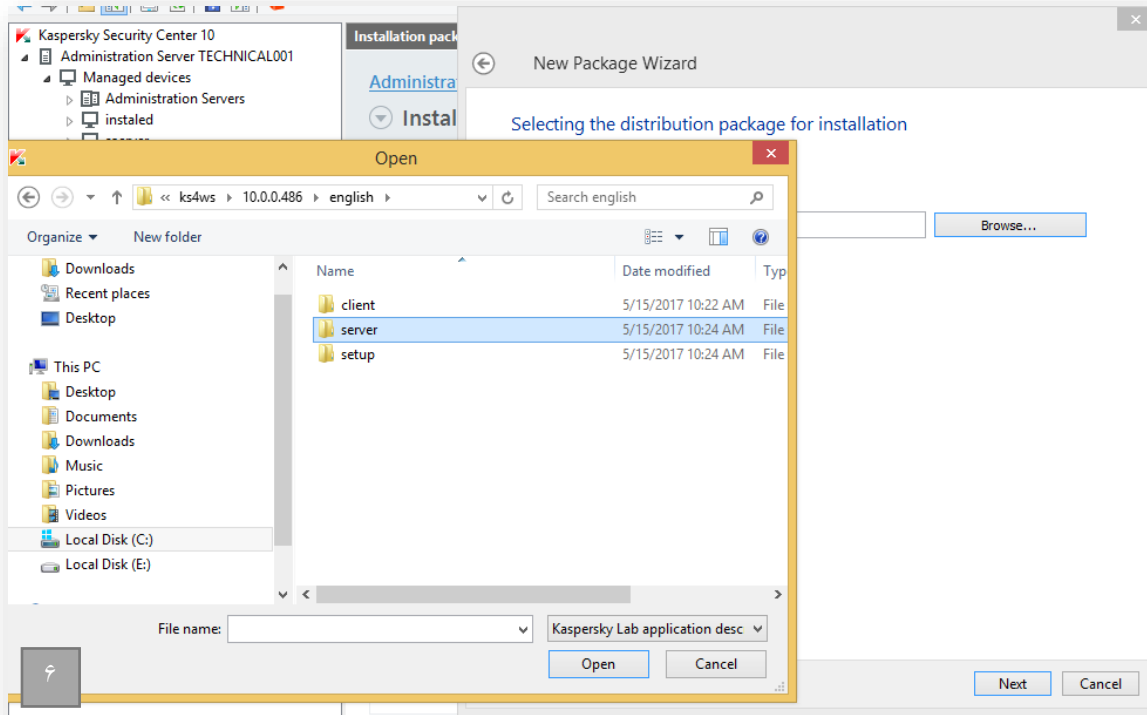 Kaspersky Security Center 10
Administration Server TECHNICAL001
Managed devices
Administration Servers
instaled
Installation pack
Administra
Instal
New Package Wizard
Selecting the distribution package for installation
Browse...
Open
« ks4ws 10.0.0.486 english
Search english
Organize
New folder
Downloads
Recent places
Desktop
This PC
Desktop
Documents
Downloads
Music
Pictures
Videos
Local Disk (C:)
Local Disk (E:)
Name Date modified Typ
client 5/15/2017 10:22 AM File
server 5/15/2017 10:24 AM File
setup 5/15/2017 10:24 AM File
File name:
Kaspersky Lab application desc
Open Cancel
۶
Next Cancel